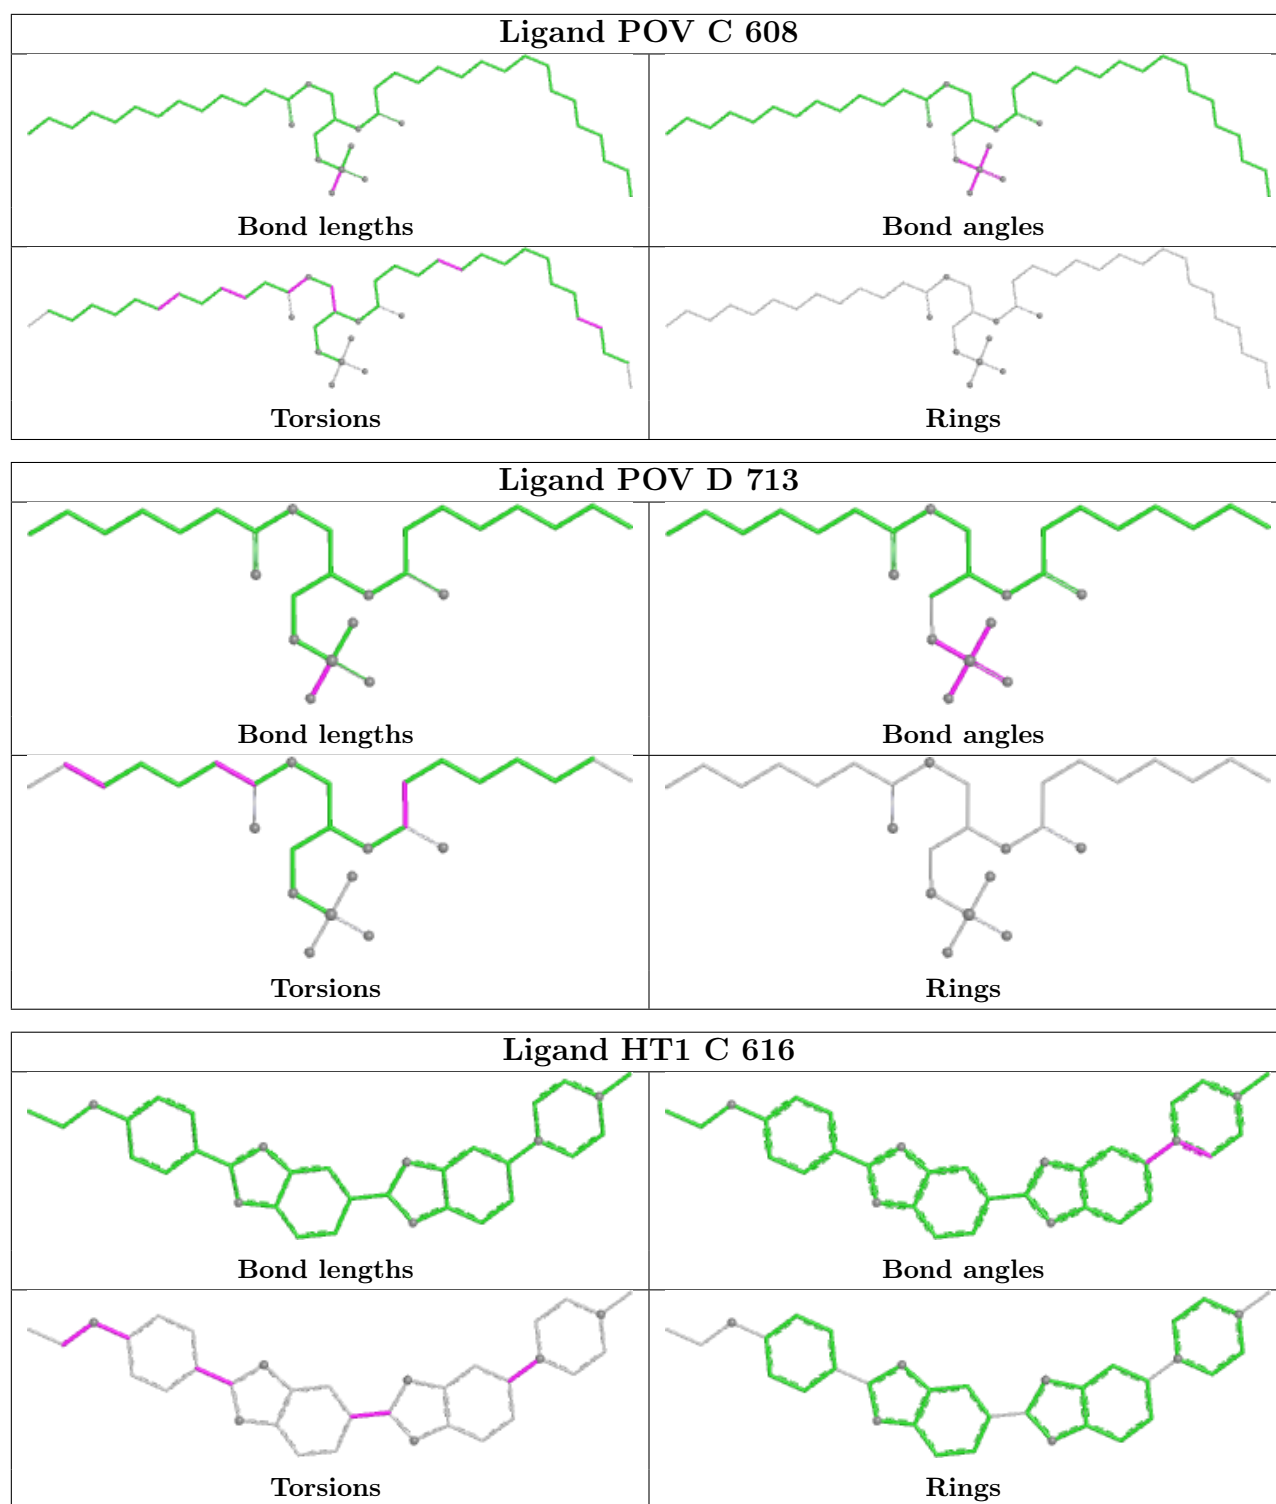 Ligand POV C 608
Bond lengths
Bond angles
Torsions
Rings
Ligand POV D 713
Bond lengths
Bond angles
Torsions
Rings
Ligand HT1 C 616
Bond lengths
Bond angles
Torsions
Rings